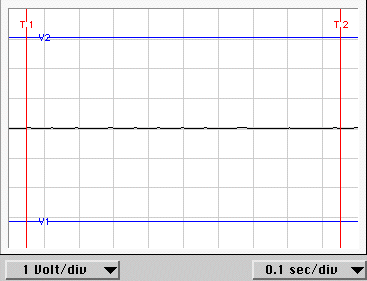 T,1 T,2
V2
V1
1 Volt/div 0.1 sec/div